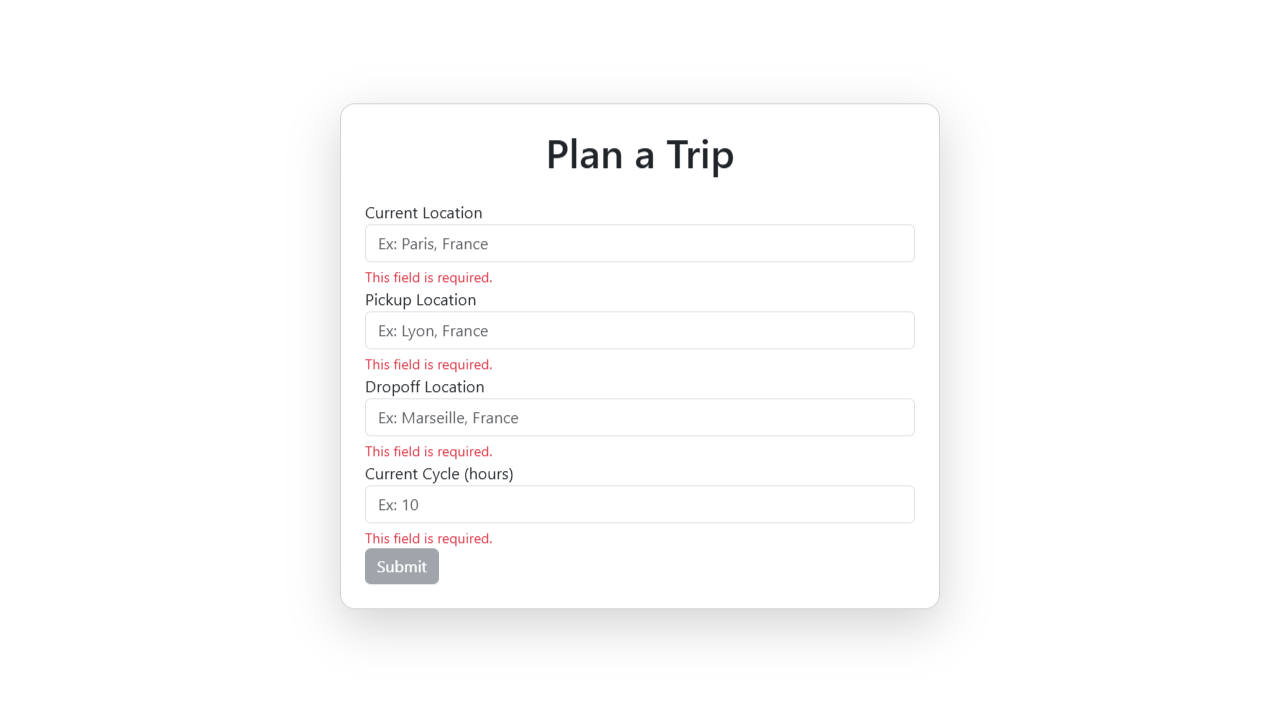 Plan a Trip
Current Location
Ex: Paris, France
This field is required.
Pickup Location
Ex: Lyon, France
This field is required.
Dropoff Location
Ex: Marseille, France
This field is required.
Current Cycle (hours)
Ex: 10
This field is required.
Submit